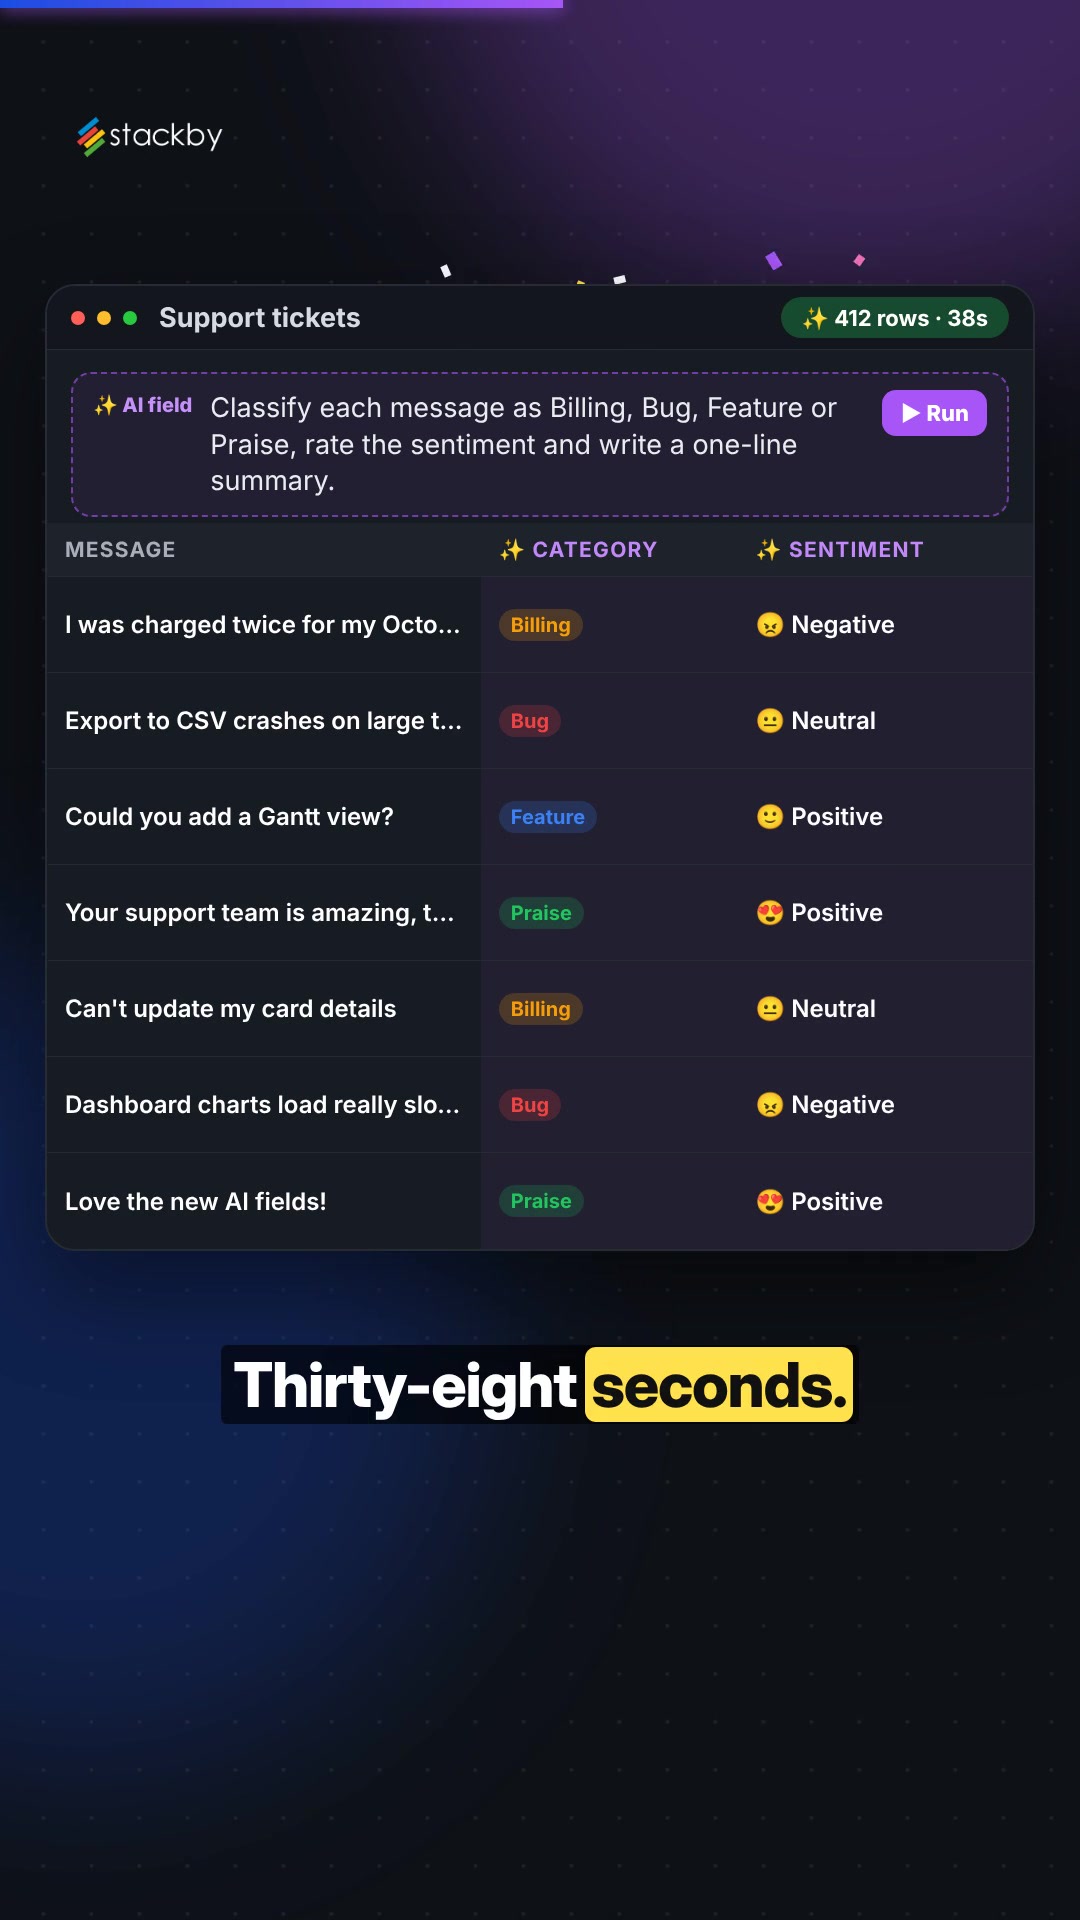 stackby
Support tickets
✨ 412 rows · 38s
✨ AI field
Classify each message as Billing, Bug, Feature or
Praise, rate the sentiment and write a one-line
summary.
▶ Run
MESSAGE ✨ CATEGORY ✨ SENTIMENT
I was charged twice for my Octo... Billing 😠 Negative
Export to CSV crashes on large t... Bug 😐 Neutral
Could you add a Gantt view? Feature 🙂 Positive
Your support team is amazing, t... Praise 😍 Positive
Can't update my card details Billing 😐 Neutral
Dashboard charts load really slo... Bug 😠 Negative
Love the new AI fields! Praise 😍 Positive
Thirty-eight seconds.